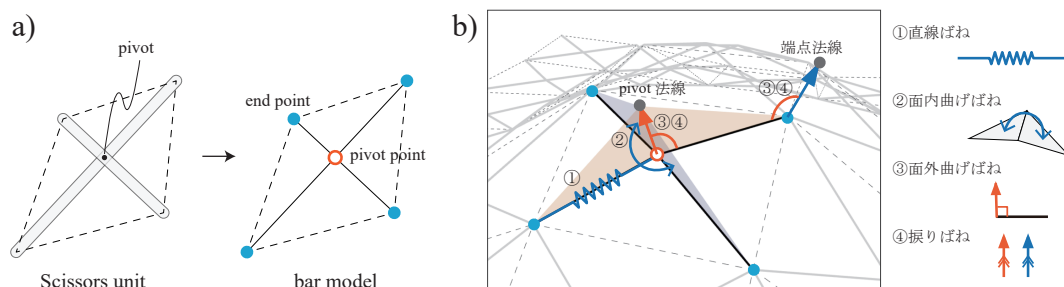 a)
pivot
end point
pivot point
Scissors unit
bar model
b)
端点法線
③④
pivot 法線
③④
②
①
①直線ばね
②面内曲げばね
③面外曲げばね
④捩りばね